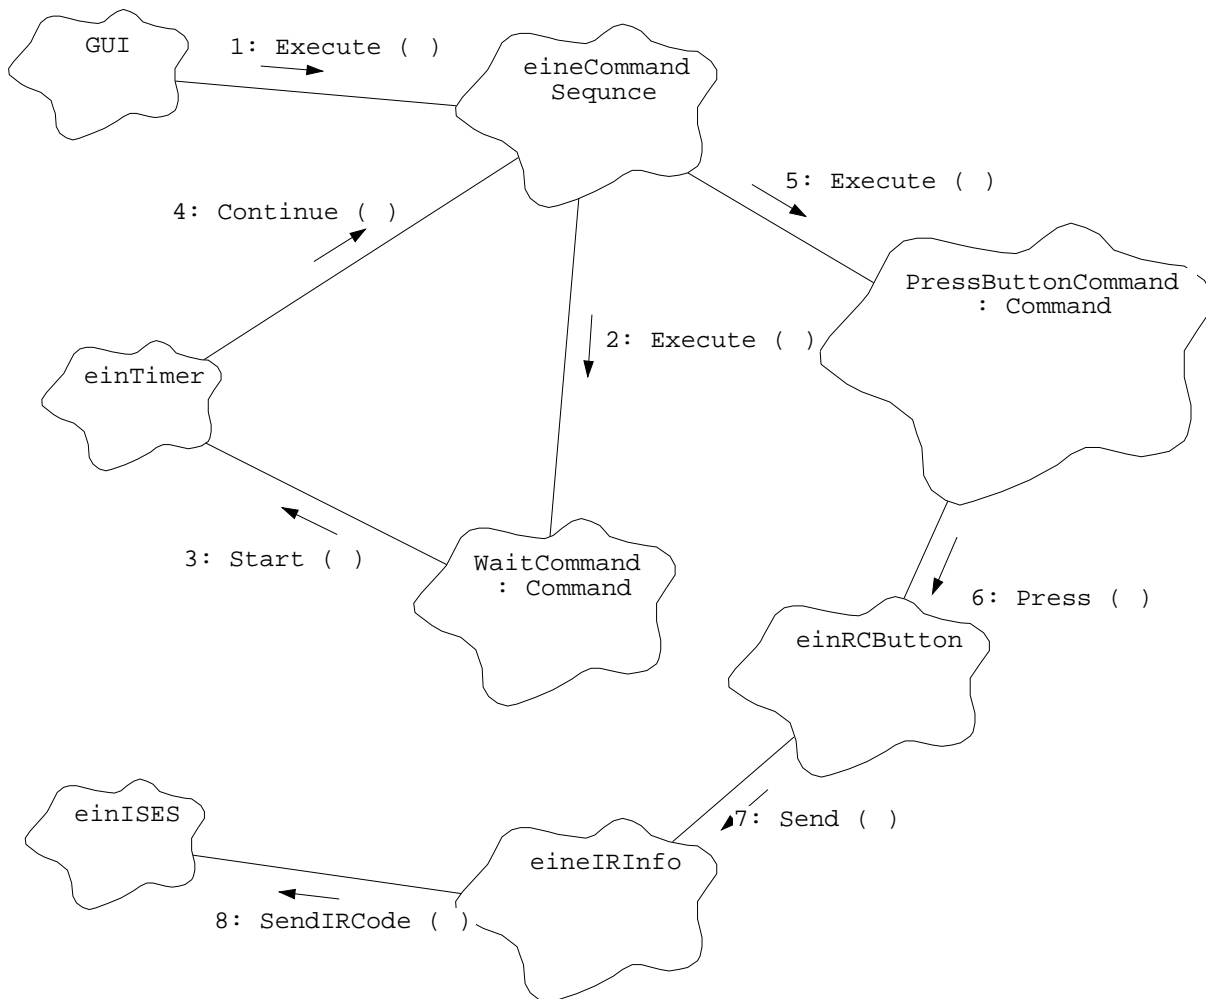 GUI
1: Execute ( )
eineCommand
Sequnce
5: Execute ( )
4: Continue ( )
PressButtonCommand
: Command
2: Execute ( )
einTimer
3: Start ( )
WaitCommand
: Command
6: Press ( )
einRCButton
einISES
7: Send ( )
eineIRInfo
8: SendIRCode ( )